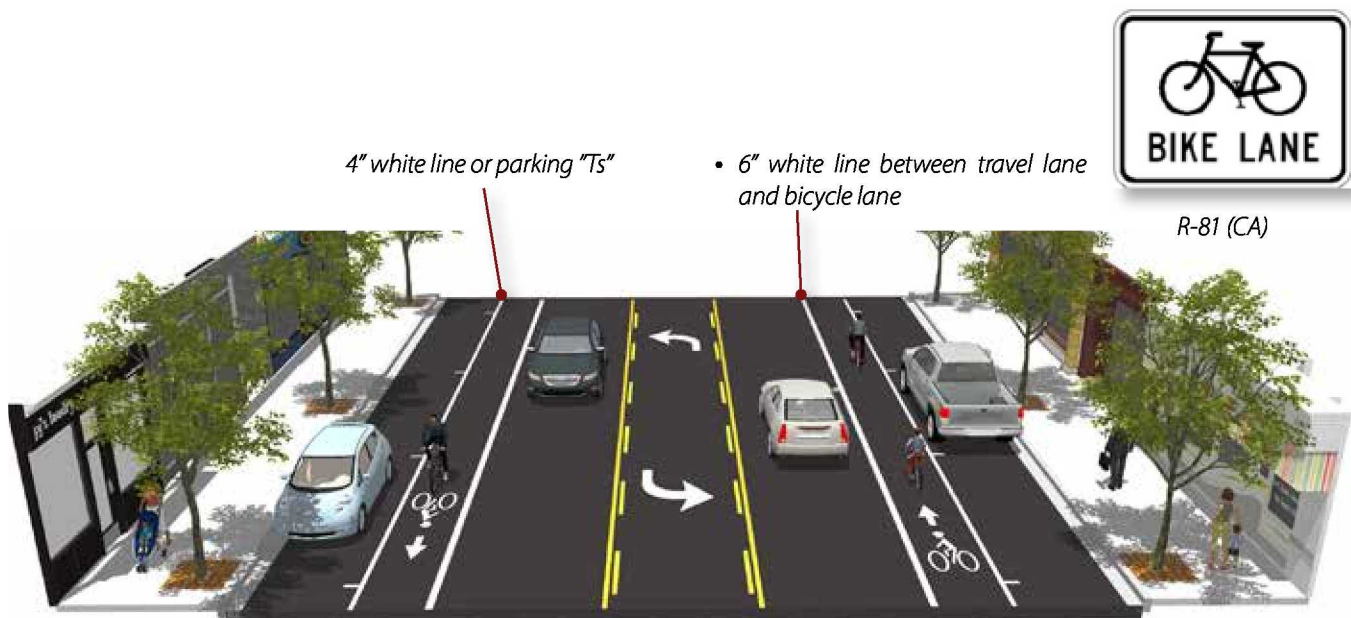 BIKE LANE
4" white line or parking "Ts"
• 6" white line between travel lane
and bicycle lane
R-81 (CA)